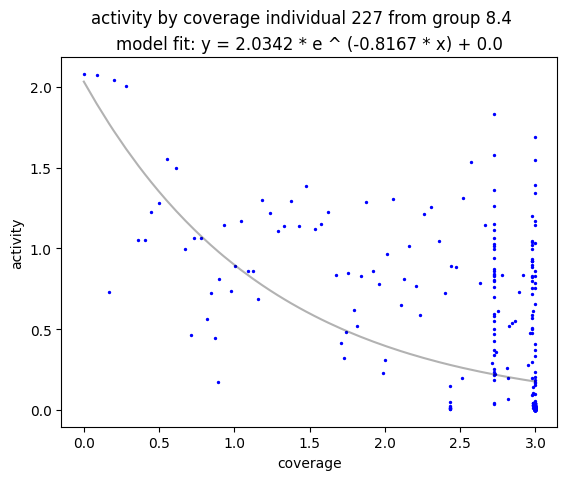 activity by coverage individual 227 from group 8.4
model fit: y = 2.0342 * e ^ (-0.8167 * x) + 0.0
2.0
1.5
1.0
0.5
0.0
activity
0.0 0.5 1.0 1.5 2.0 2.5 3.0
coverage